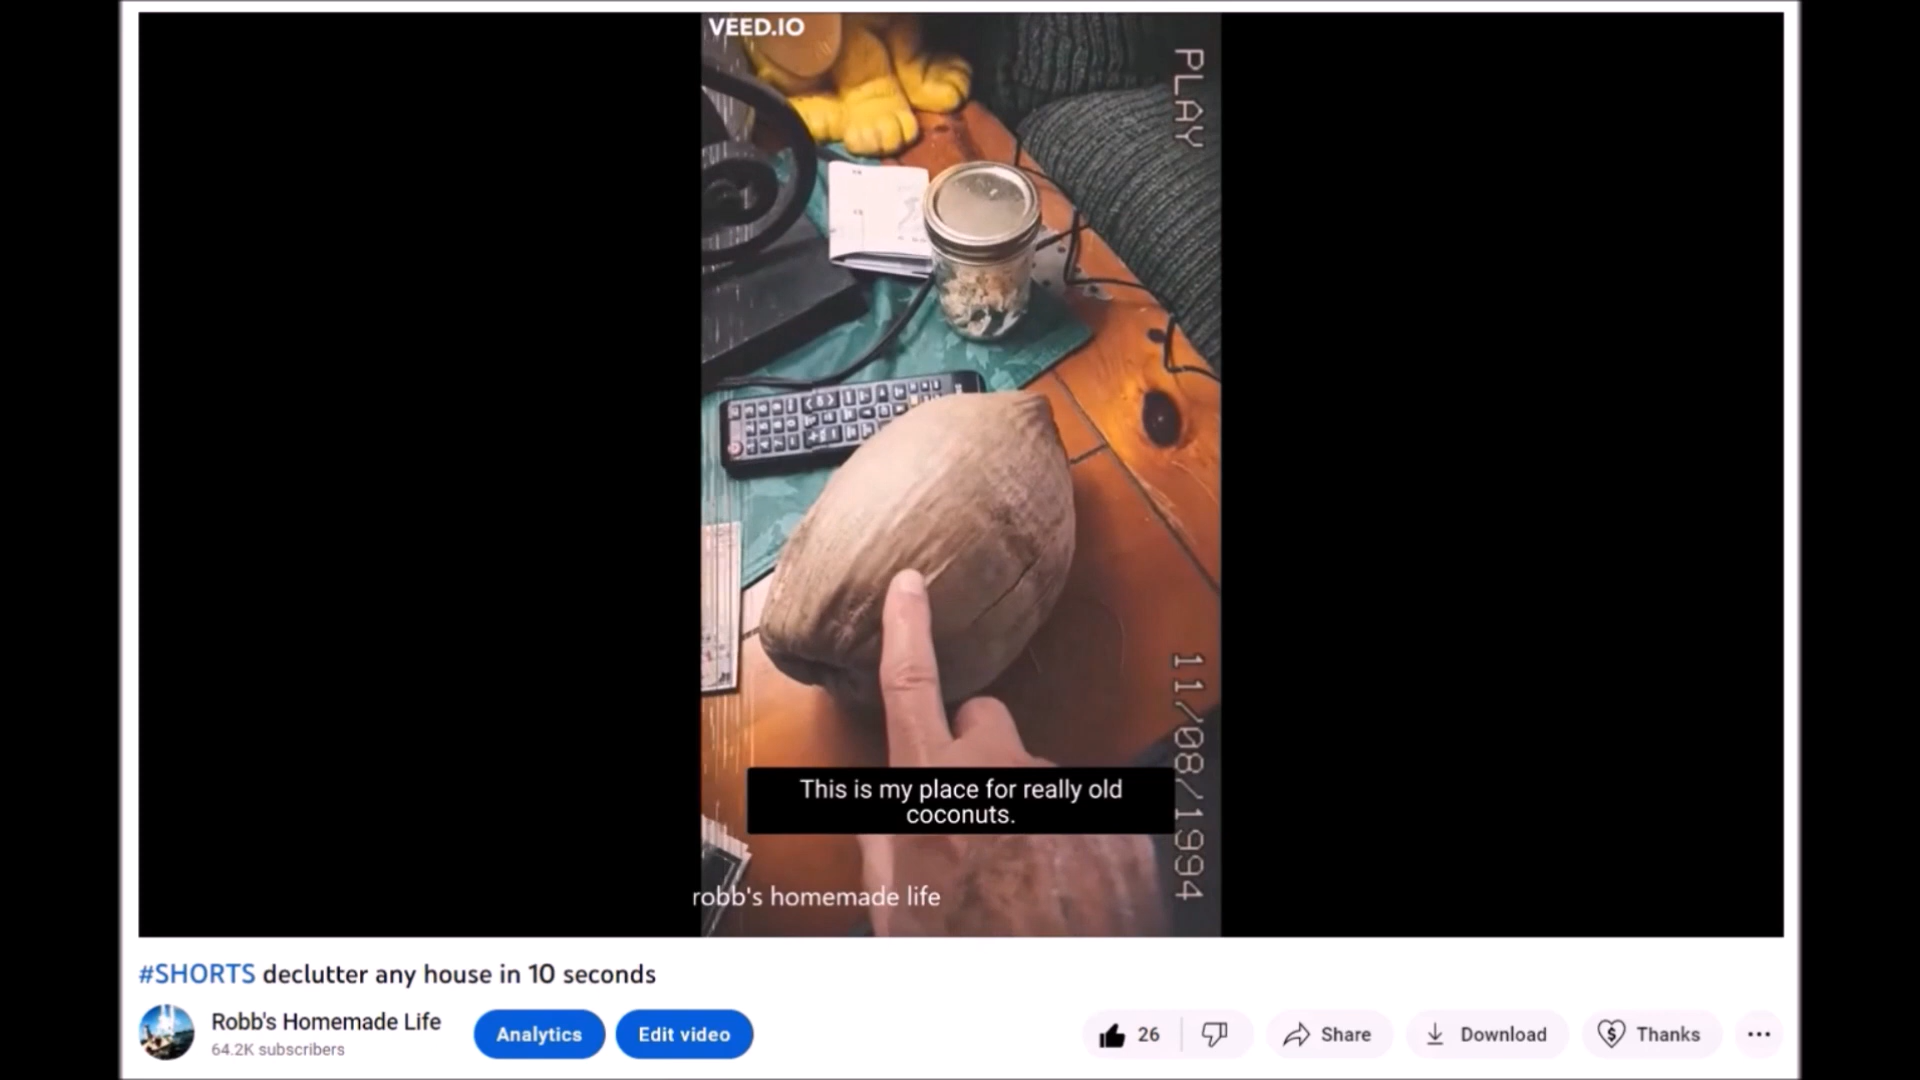 VEED.IO
PLAY
This is my place for really old
coconuts.
11/08/1994
robb's homemade life
#SHORTS declutter any house in 10 seconds
Robb's Homemade Life
64.2K subscribers
Analytics
Edit video
26
Share
Download
Thanks